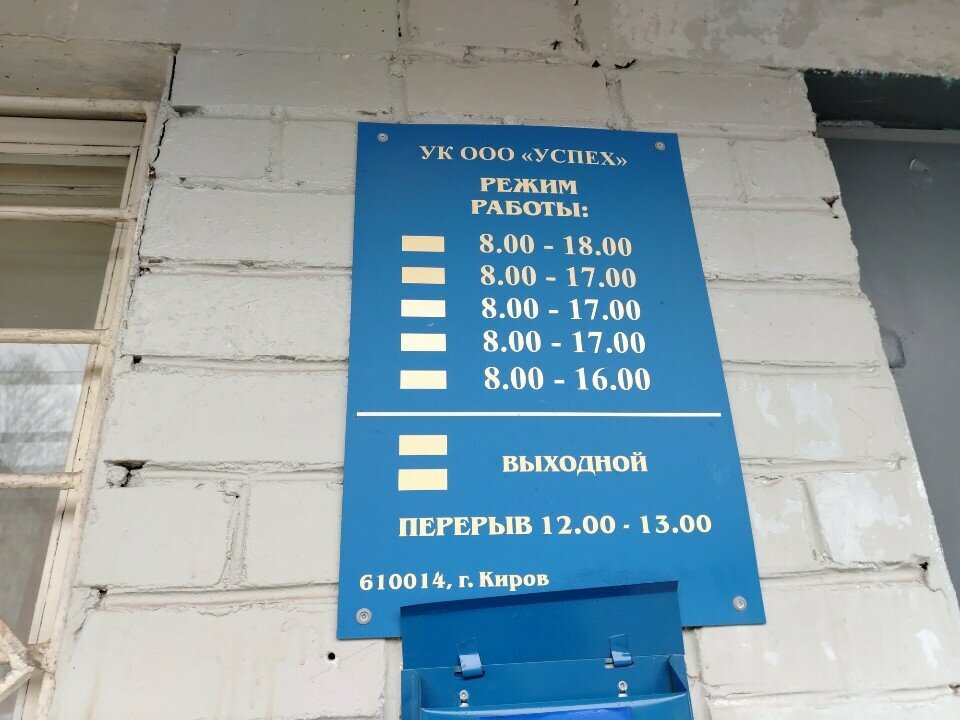 УК ООО «УСПЕХ»
РЕЖИМ
РАБОТЫ:
8.00 - 18.00
8.00 - 17.00
8.00 - 17.00
8.00 - 17.00
8.00 - 16.00
ВЫХОДНОЙ
ПЕРЕРЫВ 12.00 - 13.00
610014, г. Киров